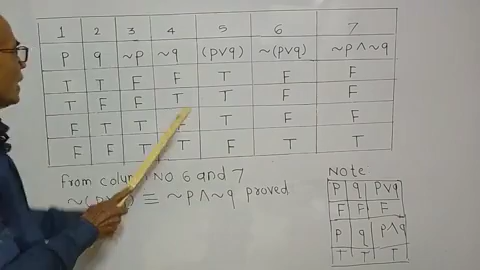 1 2 3 4 5 6 7
p q ~p ~q (p∨q) ~(p∨q) ~p∧~q
T T F F T F F
T F F T T F F
F T T F T F F
F F T T F T T
from column No 6 and 7
~(p∨q) ≡ ~p∧~q proved
Note
p q p∨q
F F F
p q p∧q
T T T